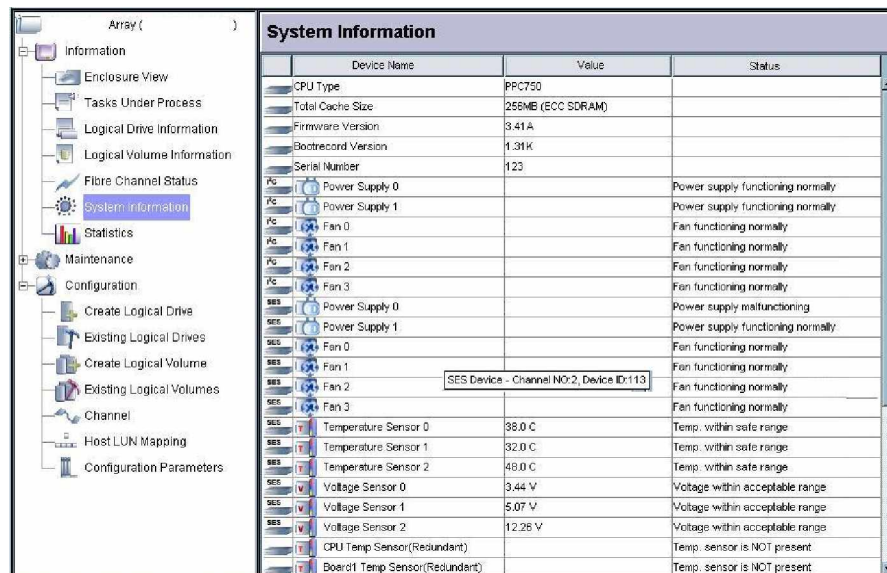 Array ( )
Information
Enclosure View
Tasks Under Process
Logical Drive Information
Logical Volume Information
Fibre Channel Status
System Information
Statistics
Maintenance
Configuration
Create Logical Drive
Existing Logical Drives
Create Logical Volume
Existing Logical Volumes
Channel
Host LUN Mapping
Configuration Parameters
System Information
Device Name Value Status
CPU Type PPC750
Total Cache Size 256MB (ECC SDRAM)
Firmware Version 3.41A
Bootrecord Version 1.31K
Serial Number 123
I²C Power Supply 0 Power supply functioning normally
I²C Power Supply 1 Power supply functioning normally
I²C Fan 0 Fan functioning normally
I²C Fan 1 Fan functioning normally
I²C Fan 2 Fan functioning normally
I²C Fan 3 Fan functioning normally
SES Power Supply 0 Power supply malfunctioning
SES Power Supply 1 Power supply functioning normally
SES Fan 0 Fan functioning normally
SES Fan 1 Fan functioning normally
SES Device - Channel NO:2, Device ID:113
SES Fan 2 Fan functioning normally
SES Fan 3 Fan functioning normally
SES T Temperature Sensor 0 38.0 C Temp. within safe range
SES T Temperature Sensor 1 32.0 C Temp. within safe range
SES T Temperature Sensor 2 48.0 C Temp. within safe range
SES V Voltage Sensor 0 3.44 V Voltage within acceptable range
SES V Voltage Sensor 1 5.07 V Voltage within acceptable range
SES V Voltage Sensor 2 12.26 V Voltage within acceptable range
T CPU Temp Sensor(Redundant) Temp. sensor is NOT present
T Board1 Temp Sensor(Redundant) Temp. sensor is NOT present